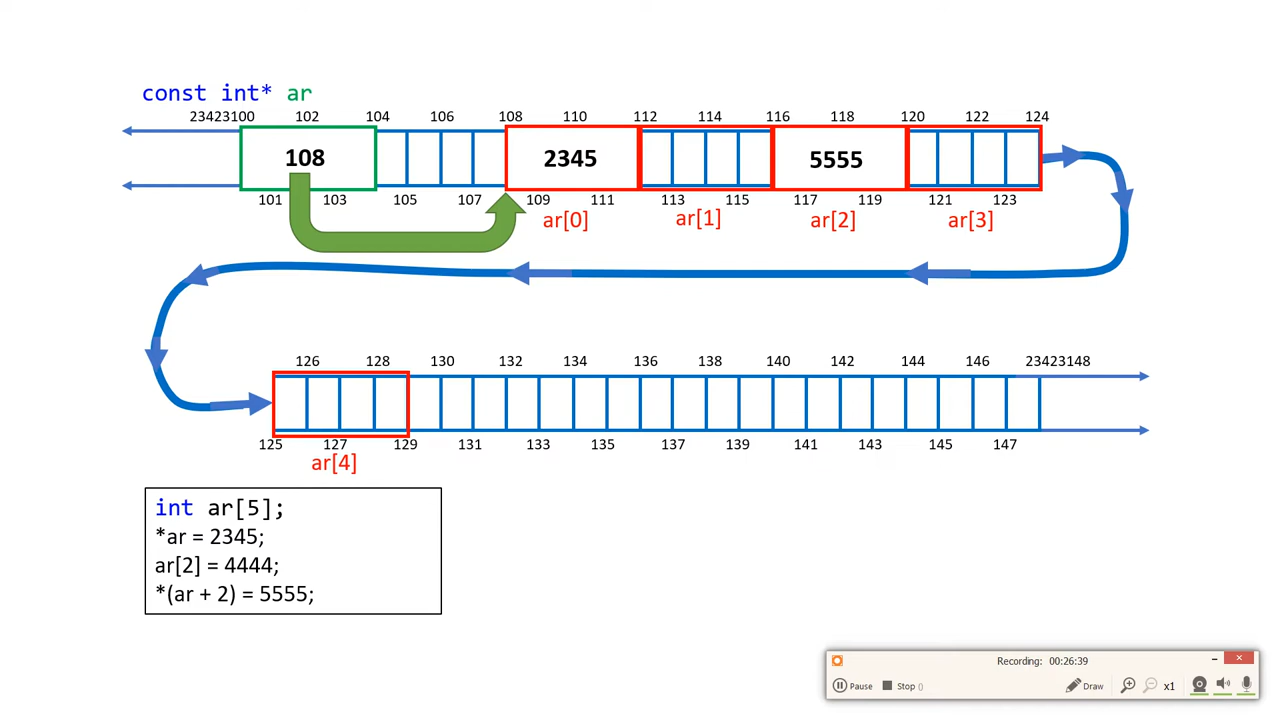 const int* ar
23423100 102 104 106 108 110 112 114 116 118 120 122 124
108 2345 5555
101 103 105 107 109 111 113 115 117 119 121 123
ar[0] ar[1] ar[2] ar[3]
126 128 130 132 134 136 138 140 142 144 146 23423148
125 127 129 131 133 135 137 139 141 143 145 147
ar[4]
int ar[5];
*ar = 2345;
ar[2] = 4444;
*(ar + 2) = 5555;
Recording: 00:26:39
Pause Stop () Draw x1